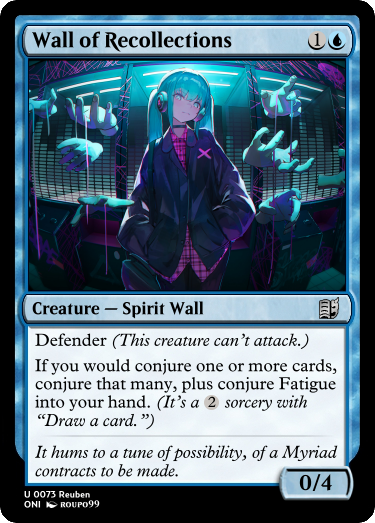 Wall of Recollections 1
Creature — Spirit Wall
Defender (This creature can't attack.)
If you would conjure one or more cards,
conjure that many, plus conjure Fatigue
into your hand. (It's a 2 sorcery with
“Draw a card.”)
It hums to a tune of possibility, of a Myriad
contracts to be made.
0/4
U 0073 Reuben
ONI ROUPO99